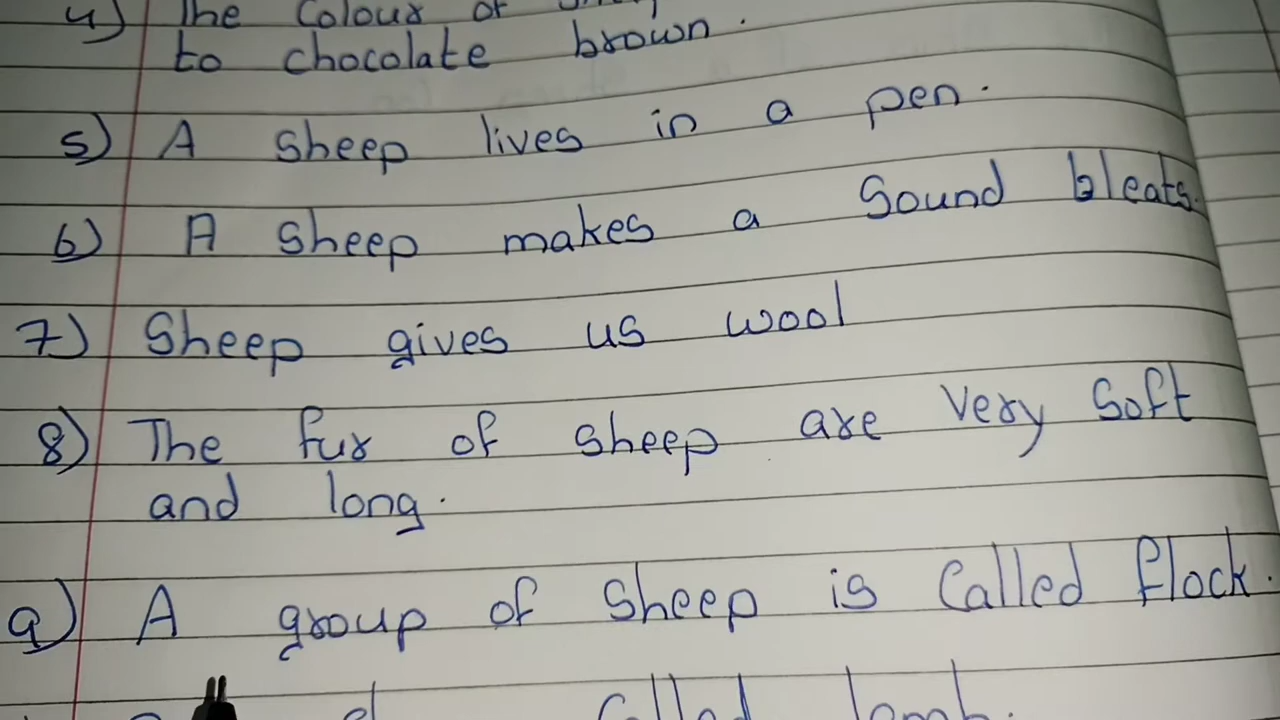 4) The Colour of
to chocolate brown.
5) A sheep lives in a pen.
6) A sheep makes a Sound bleats.
7) Sheep gives us wool
8) The fur of sheep are very Soft
and long.
9) A group of sheep is Called flock.
Called lamb.